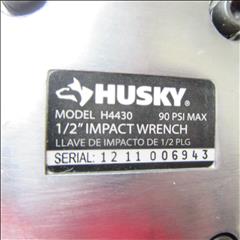 HUSKY®
MODEL H4430 90 PSI MAX
1/2" IMPACT WRENCH
LLAVE DE IMPACTO DE 1/2 PLG
SERIAL: 12 11 006943